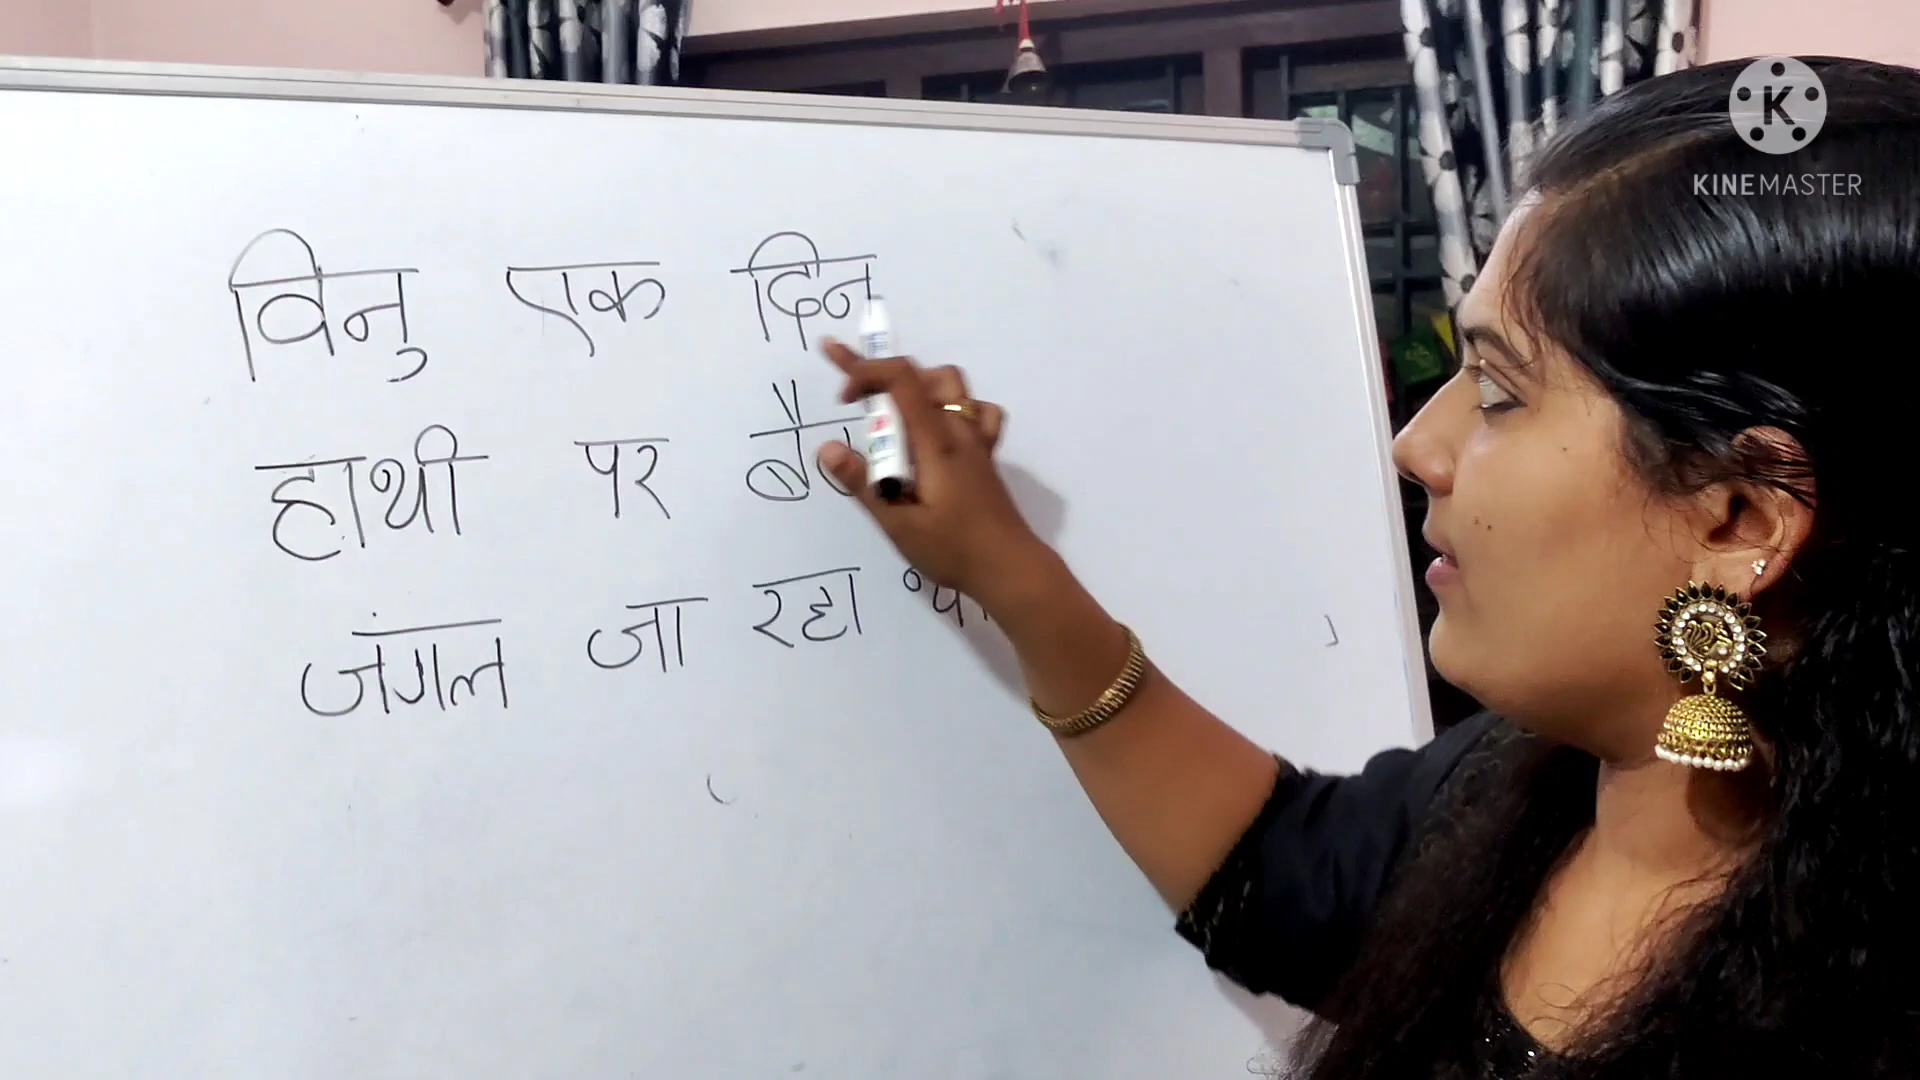 विनु एक दिन
हाथी पर
जंगल जा रहा था
KINEMASTER